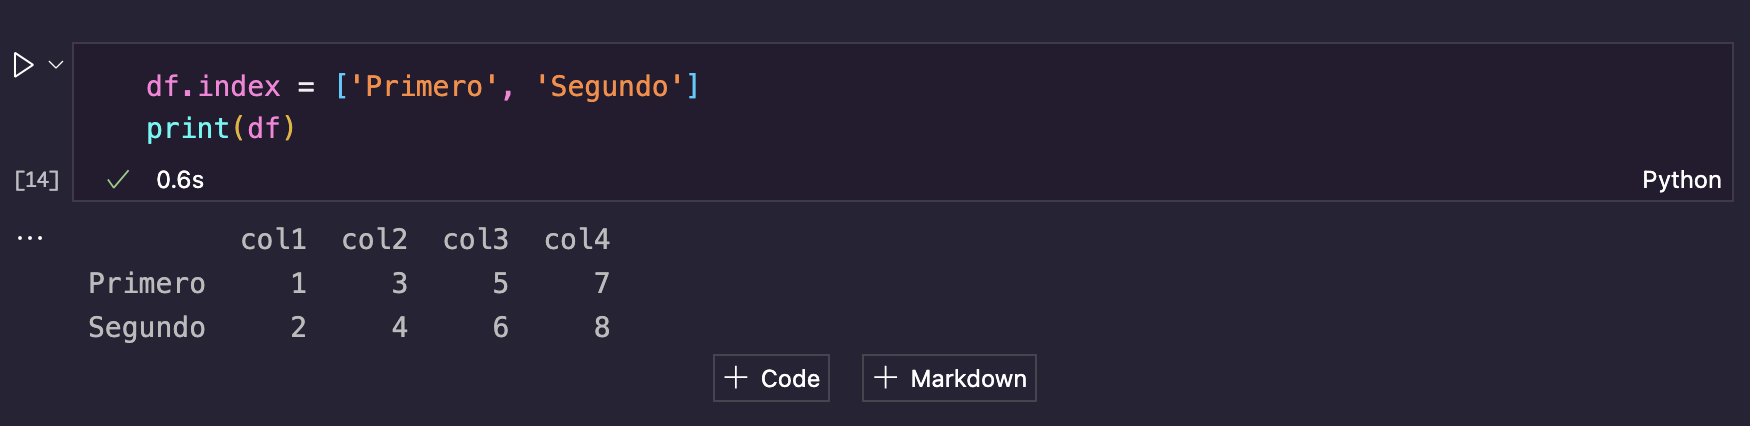 df.index = ['Primero', 'Segundo']
print(df)
[14] 0.6s Python
... col1 col2 col3 col4
Primero 1 3 5 7
Segundo 2 4 6 8
+ Code + Markdown